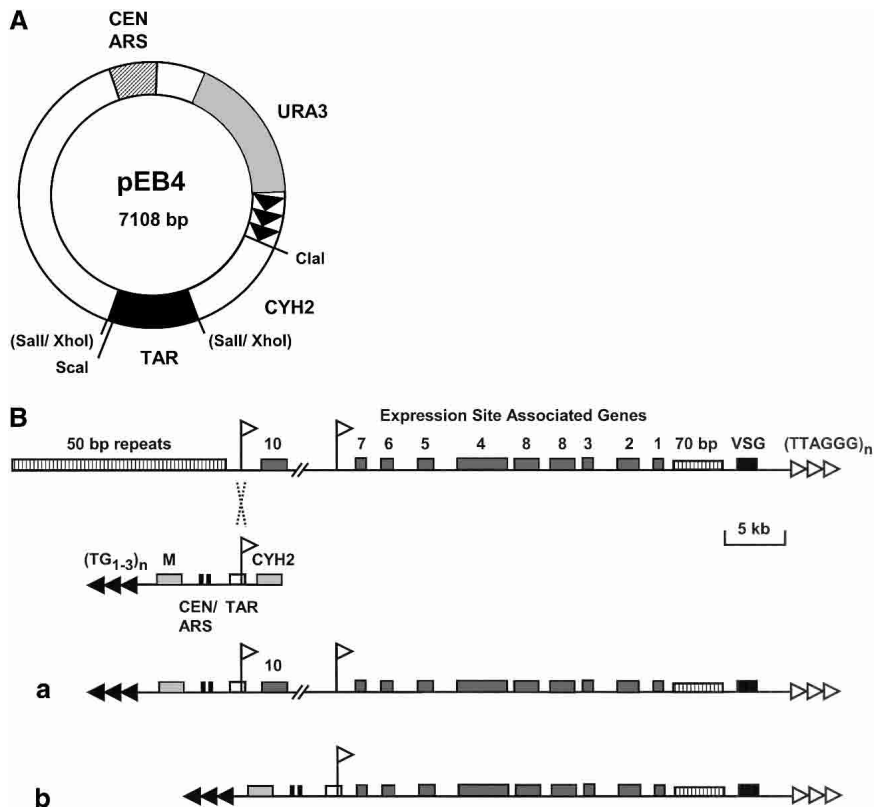 A
CEN
ARS
URA3
pEB4
7108 bp
ClaI
CYH2
(SalI/ XhoI)
(SalI/ XhoI)
TAR
ScaI
B
Expression Site Associated Genes
50 bp repeats
10
7 6 5 4 8 8 3 2 1 70 bp VSG (TTAGGG)n
5 kb
(TG1-3)n M CYH2
CEN/ TAR
ARS
10
a
b